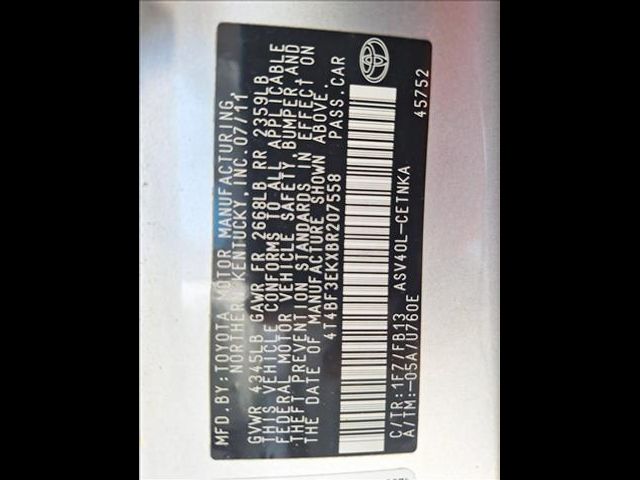 MFD. BY: TOYOTA MOTOR MANUFACTURING,
NORTHERN KENTUCKY, INC. 07/11
GVWR 4345LB GAWR FR 2668LB RR 2359LB
THIS VEHICLE CONFORMS TO ALL APPLICABLE
FEDERAL MOTOR VEHICLE SAFETY, BUMPER, AND
THEFT PREVENTION STANDARDS IN EFFECT ON
THE DATE OF MANUFACTURE SHOWN ABOVE.
4T4BF3EKXBR207558 PASS. CAR
C/TR: 1F7/FB13 ASV40L-CETNKA
A/TM: -05A/U760E 45752